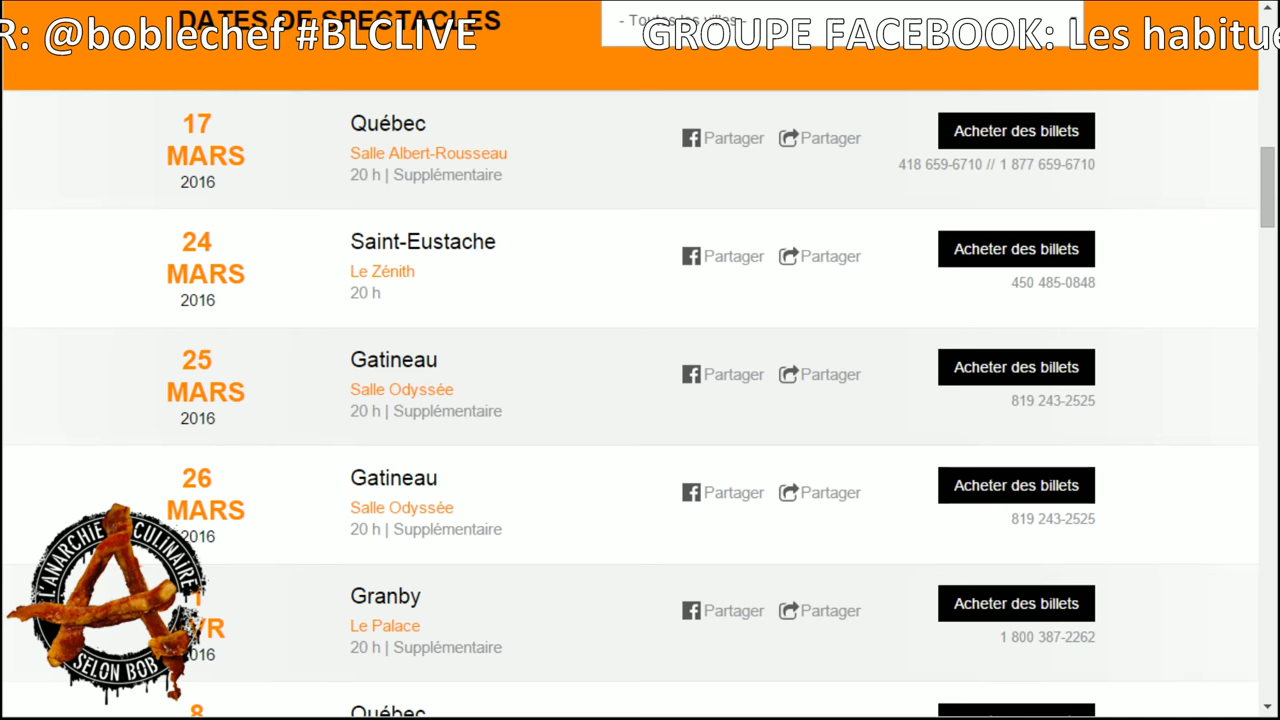 DATES DE SPECTACLES
- Toutes les villes -
R: @boblechef #BLCLIVE
GROUPE FACEBOOK: Les habitué
17
MARS
2016
Québec
Salle Albert-Rousseau
20 h | Supplémentaire
Partager Partager
Acheter des billets
418 659-6710 // 1 877 659-6710
24
MARS
2016
Saint-Eustache
Le Zénith
20 h
Partager Partager
Acheter des billets
450 485-0848
25
MARS
2016
Gatineau
Salle Odyssée
20 h | Supplémentaire
Partager Partager
Acheter des billets
819 243-2525
26
MARS
2016
Gatineau
Salle Odyssée
20 h | Supplémentaire
Partager Partager
Acheter des billets
819 243-2525
Granby
Le Palace
20 h | Supplémentaire
Partager Partager
Acheter des billets
1 800 387-2262
8
Québec
L'ANARCHIE CULINAIRE
SELON BOB